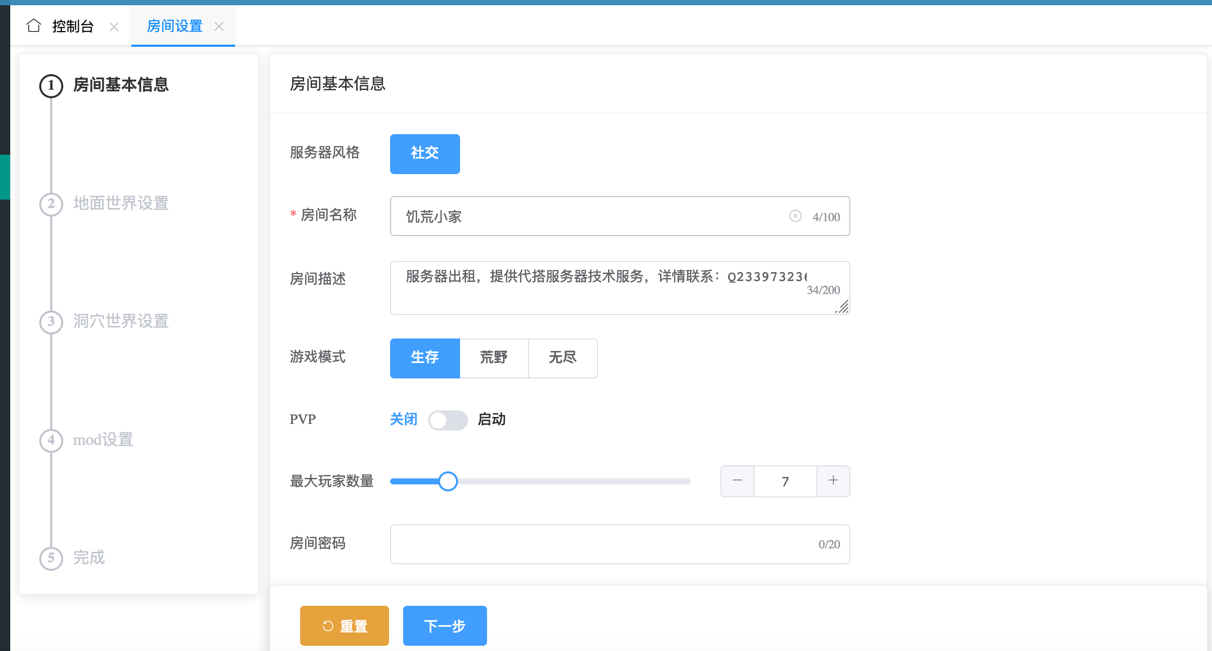 控制台
房间设置
1 房间基本信息
2 地面世界设置
3 洞穴世界设置
4 mod设置
5 完成
房间基本信息
服务器风格 社交
* 房间名称 饥荒小家 4/100
房间描述 服务器出租，提供代搭服务器技术服务，详情联系：Q23397323
34/200
游戏模式 生存 荒野 无尽
PVP 关闭 启动
最大玩家数量 7
房间密码 0/20
重置 下一步